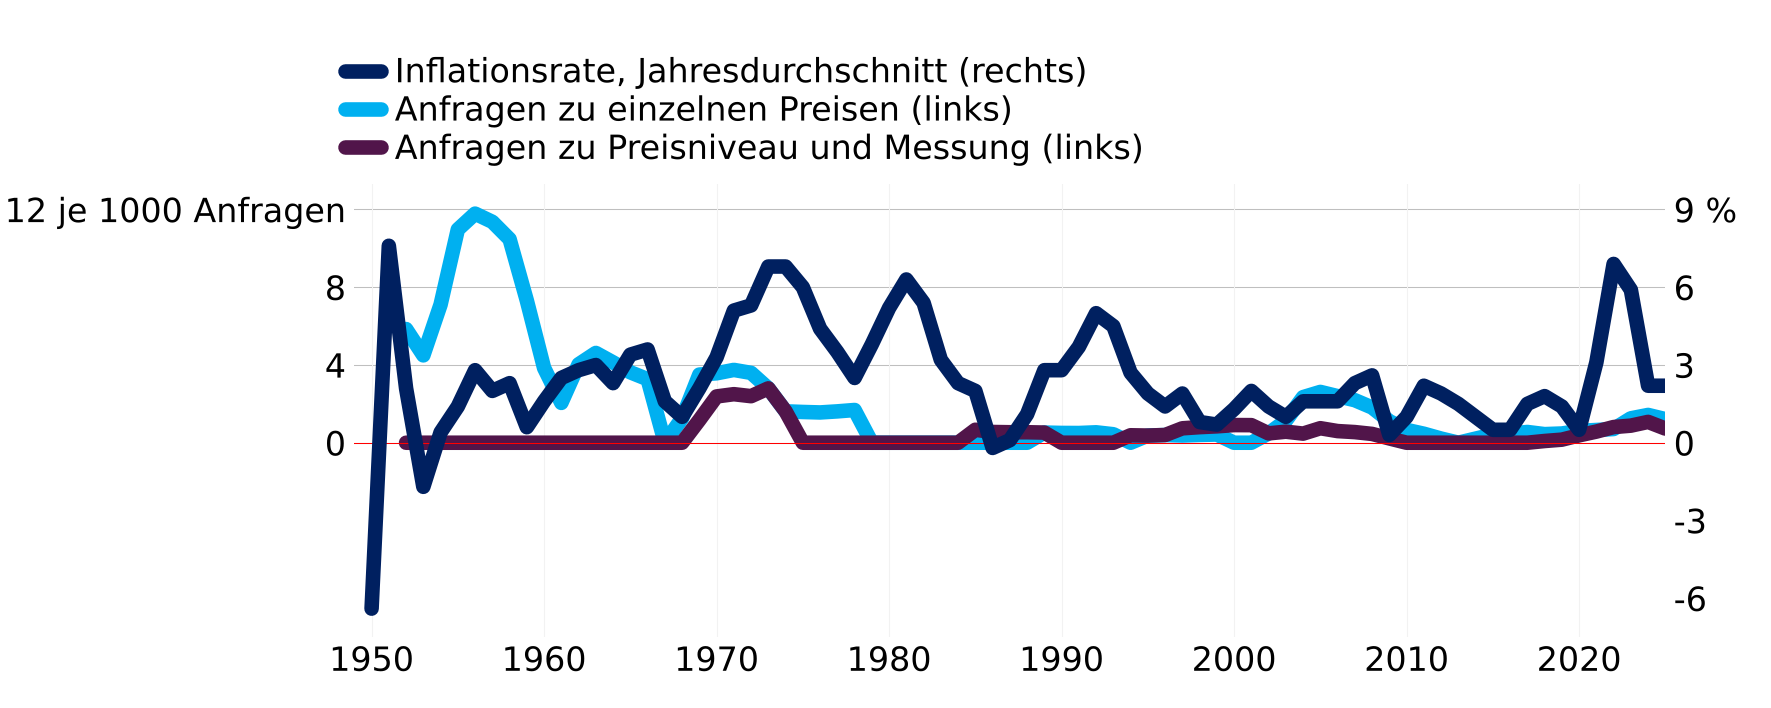 Inflationsrate, Jahresdurchschnitt (rechts)
Anfragen zu einzelnen Preisen (links)
Anfragen zu Preisniveau und Messung (links)
12 je 1000 Anfragen 9 %
8 6
4 3
0 0
-3
-6
1950 1960 1970 1980 1990 2000 2010 2020